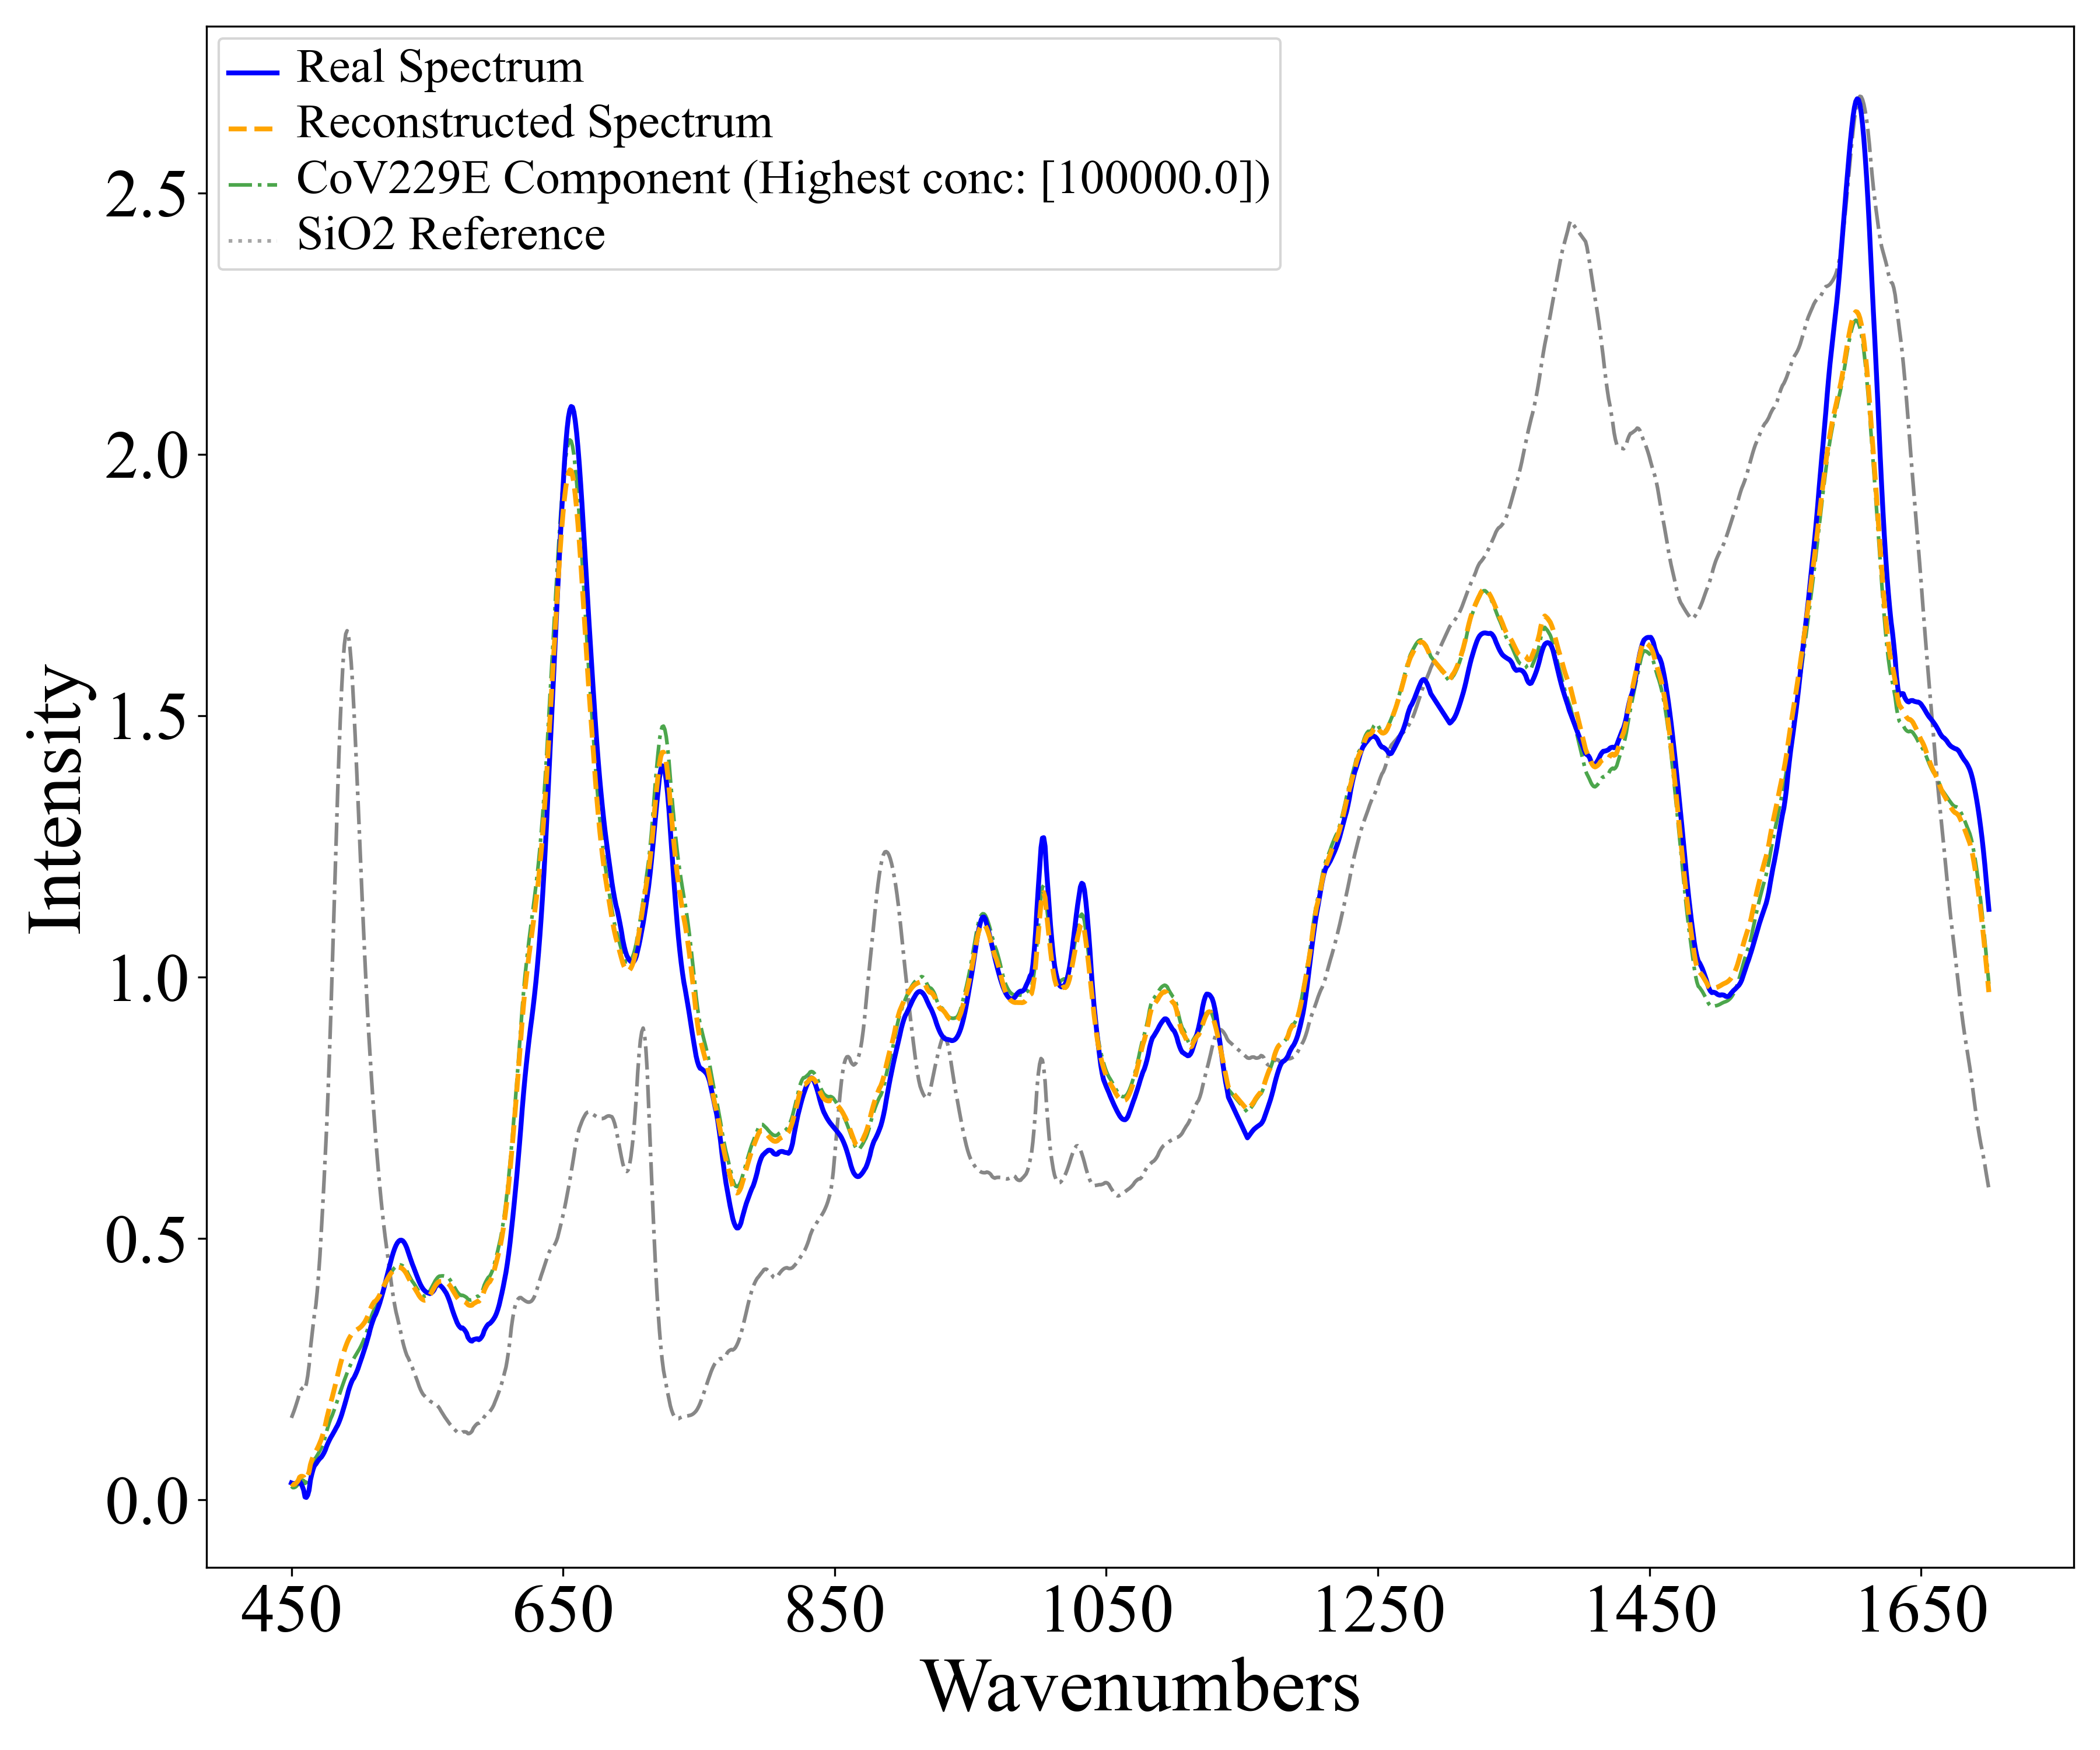 Real Spectrum
Reconstructed Spectrum
CoV229E Component (Highest conc: [100000.0])
SiO2 Reference
Intensity
2.5
2.0
1.5
1.0
0.5
0.0
450 650 850 1050 1250 1450 1650
Wavenumbers